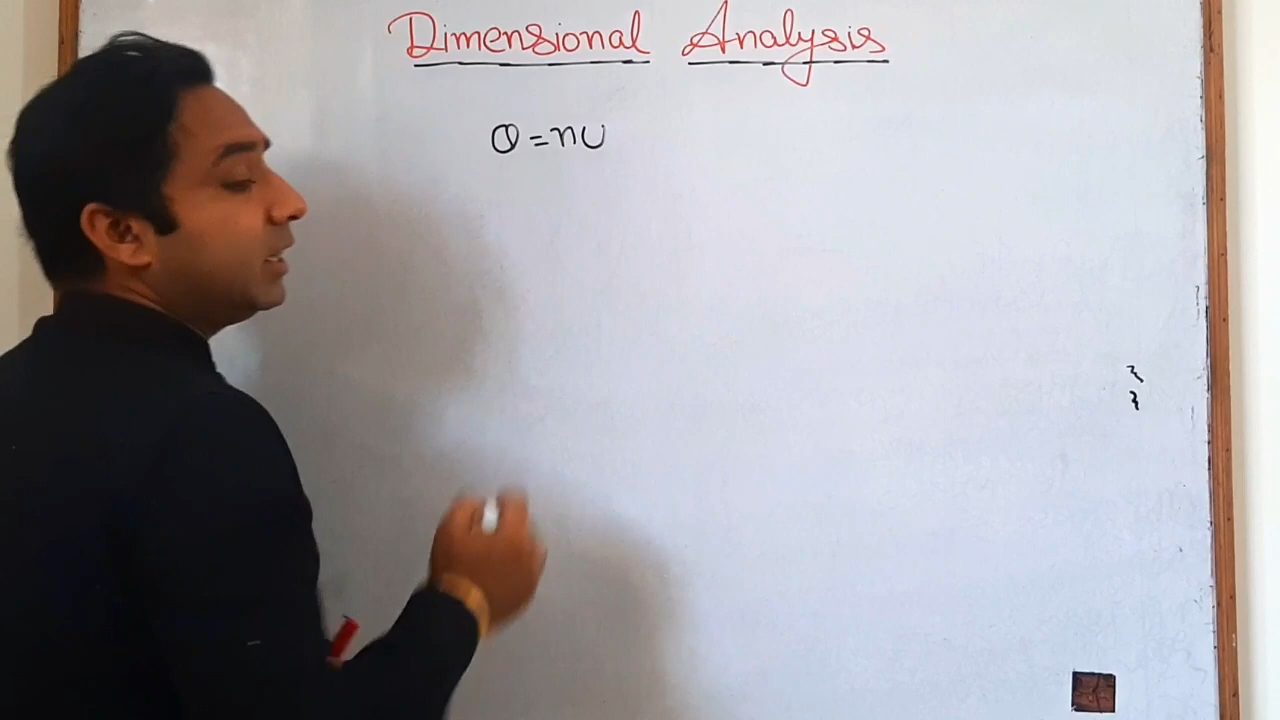 Dimensional Analysis
Q = nU